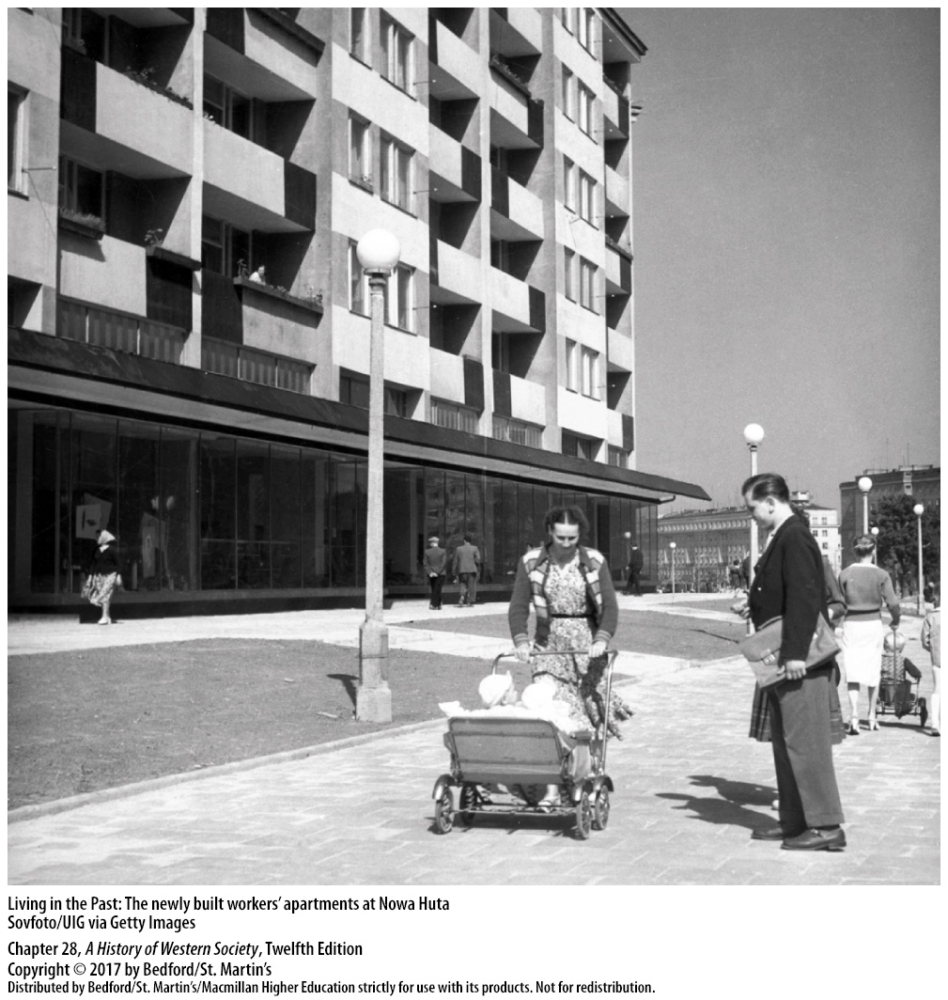 Living in the Past: The newly built workers’ apartments at Nowa Huta
Sovfoto/UIG via Getty Images
Chapter 28, A History of Western Society, Twelfth Edition
Copyright © 2017 by Bedford/St. Martin’s
Distributed by Bedford/St. Martin’s/Macmillan Higher Education strictly for use with its products. Not for redistribution.